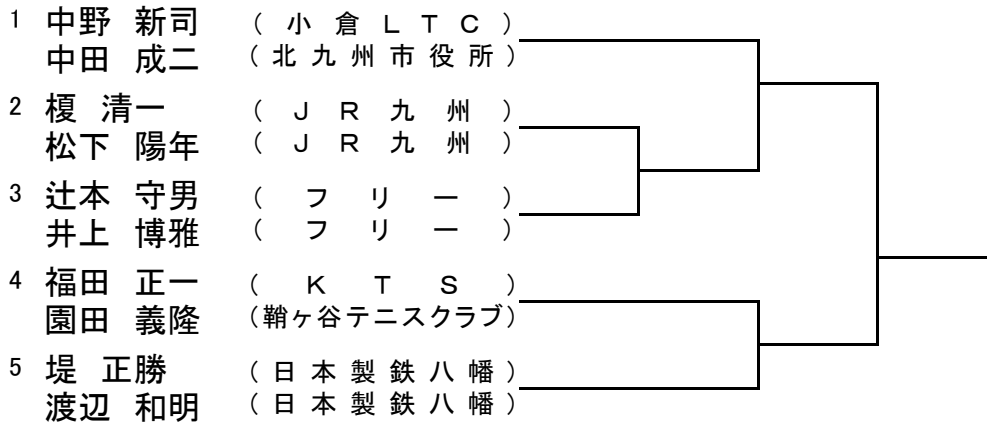 1 中野 新司 (小倉LTC)
中田 成二 (北九州市役所)
2 榎 清一 (JR九州)
松下 陽年 (JR九州)
3 辻本 守男 (フリー)
井上 博雅 (フリー)
4 福田 正一 (KTS)
園田 義隆 (鞘ヶ谷テニスクラブ)
5 堤 正勝 (日本製鉄八幡)
渡辺 和明 (日本製鉄八幡)